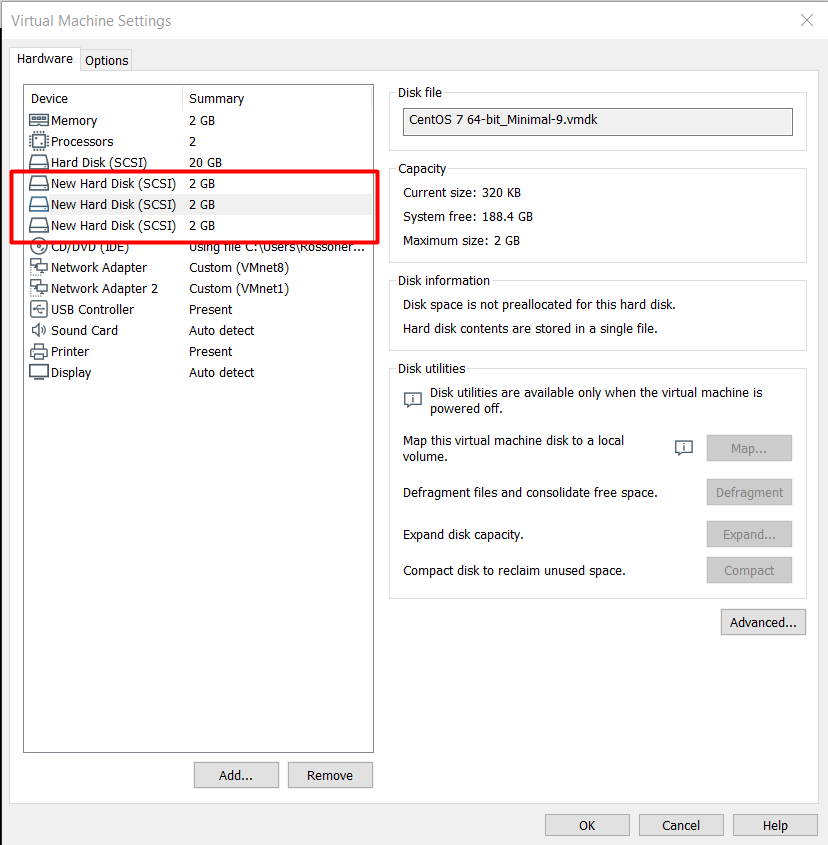 Virtual Machine Settings
Hardware Options
Device Summary
Memory 2 GB
Processors 2
Hard Disk (SCSI) 20 GB
New Hard Disk (SCSI) 2 GB
New Hard Disk (SCSI) 2 GB
New Hard Disk (SCSI) 2 GB
CD/DVD (IDE) Using file C:\Users\Rossoner...
Network Adapter Custom (VMnet8)
Network Adapter 2 Custom (VMnet1)
USB Controller Present
Sound Card Auto detect
Printer Present
Display Auto detect
Add... Remove
Disk file
CentOS 7 64-bit_Minimal-9.vmdk
Capacity
Current size: 320 KB
System free: 188.4 GB
Maximum size: 2 GB
Disk information
Disk space is not preallocated for this hard disk.
Hard disk contents are stored in a single file.
Disk utilities
Disk utilities are available only when the virtual machine is
powered off.
Map this virtual machine disk to a local
volume.
Map...
Defragment files and consolidate free space. Defragment
Expand disk capacity. Expand...
Compact disk to reclaim unused space. Compact
Advanced...
OK Cancel Help